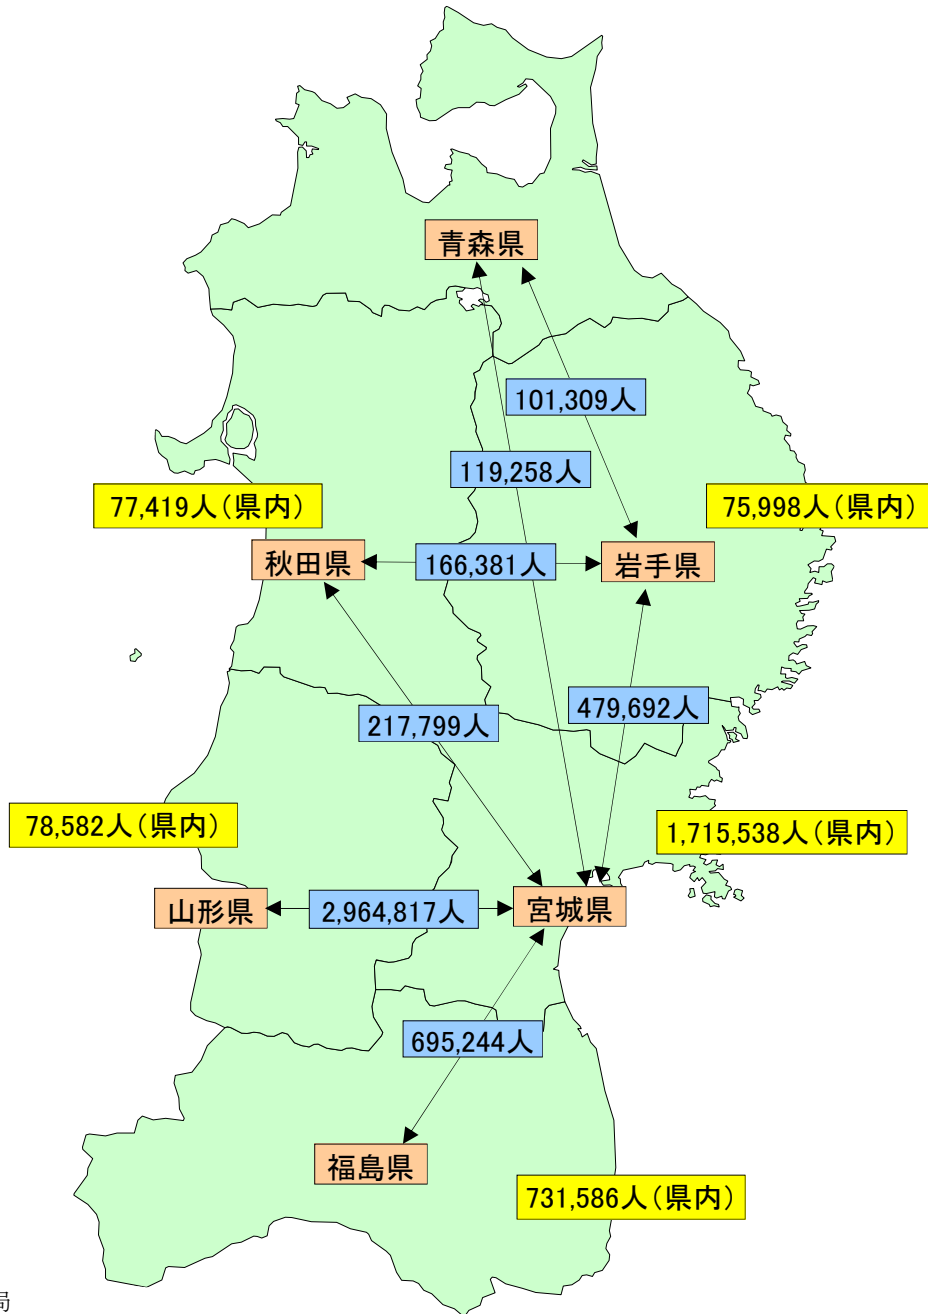 青森県
101,309人
119,258人
77,419人(県内)
75,998人(県内)
秋田県
166,381人
岩手県
479,692人
217,799人
78,582人(県内)
1,715,538人(県内)
山形県
2,964,817人
宮城県
695,244人
福島県
731,586人(県内)
局